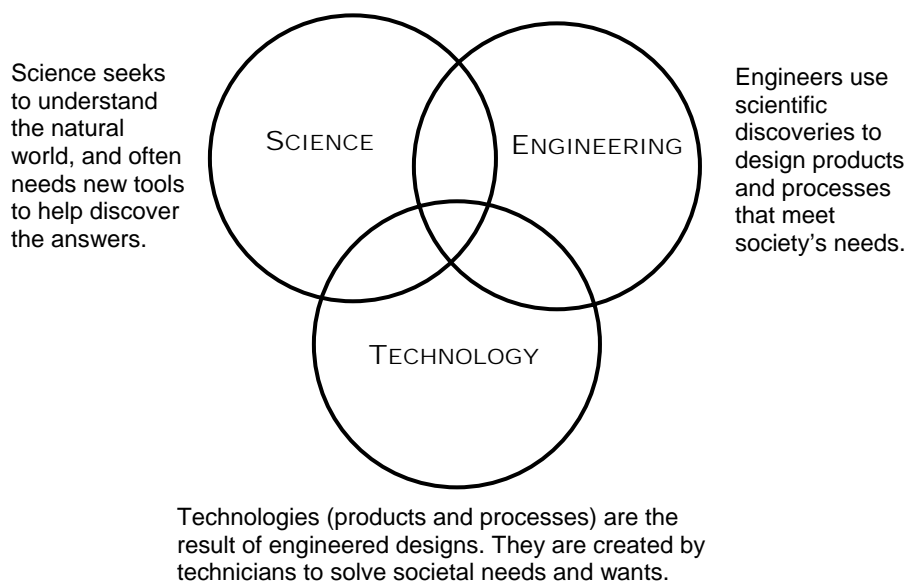 Science seeks
to understand
the natural
world, and often
needs new tools
to help discover
the answers.
SCIENCE
ENGINEERING
Engineers use
scientific
discoveries to
design products
and processes
that meet
society’s needs.
TECHNOLOGY
Technologies (products and processes) are the
result of engineered designs. They are created by
technicians to solve societal needs and wants.